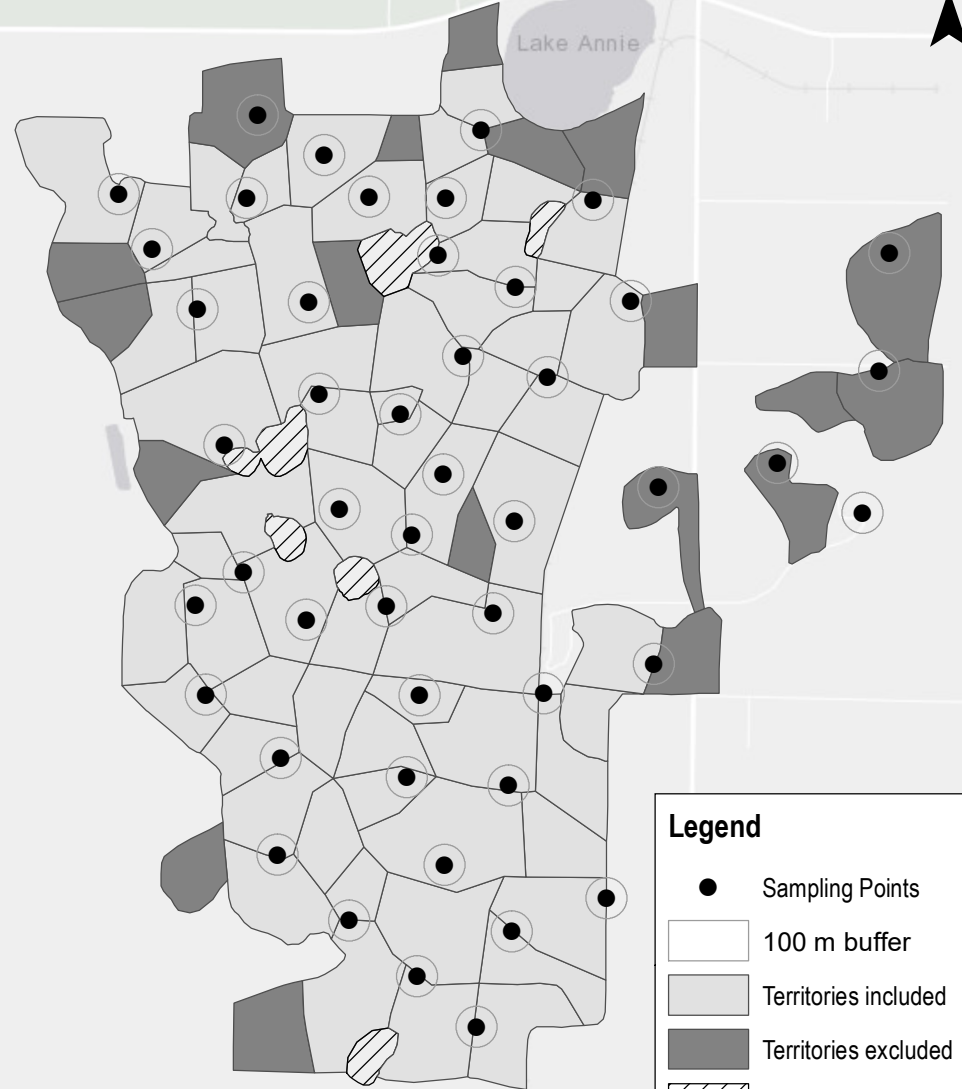 Lake Annie
Legend
Sampling Points
100 m buffer
Territories included
Territories excluded